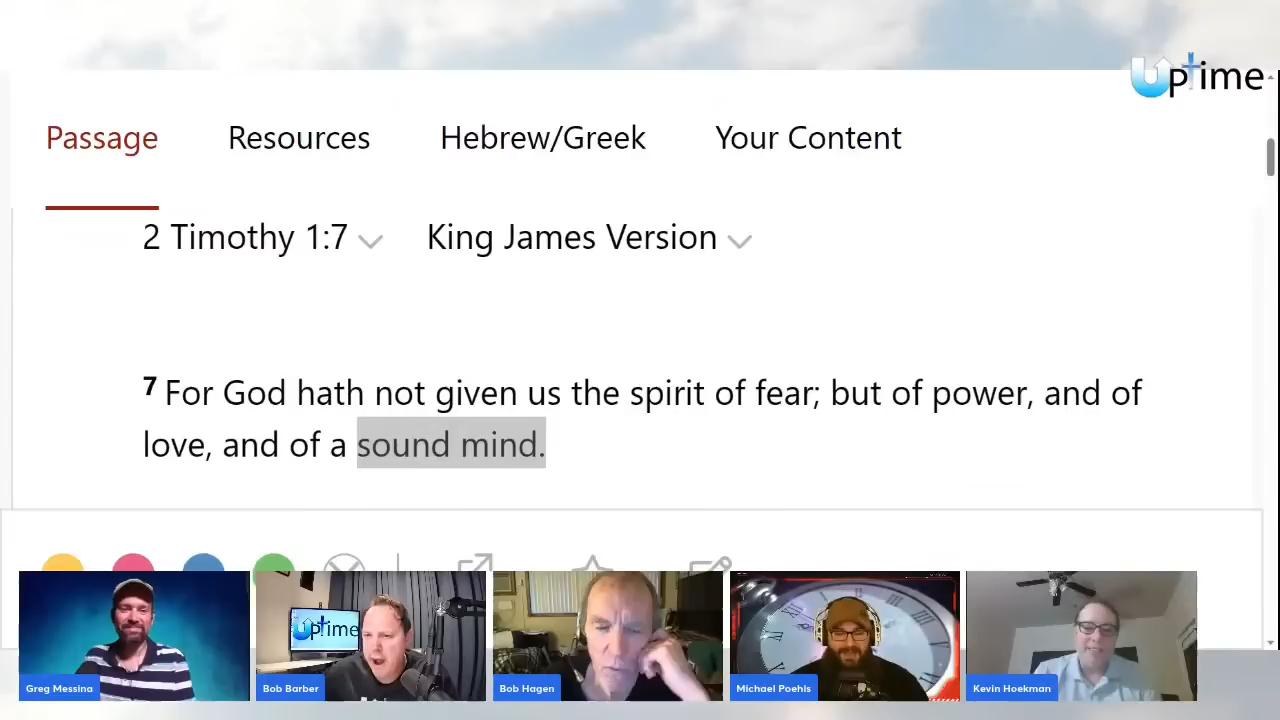 Uptime
Passage Resources Hebrew/Greek Your Content
2 Timothy 1:7 King James Version
7 For God hath not given us the spirit of fear; but of power, and of
love, and of a sound mind.
Uptime
Greg Messina Bob Barber Bob Hagen Michael Poehls Kevin Hoekman